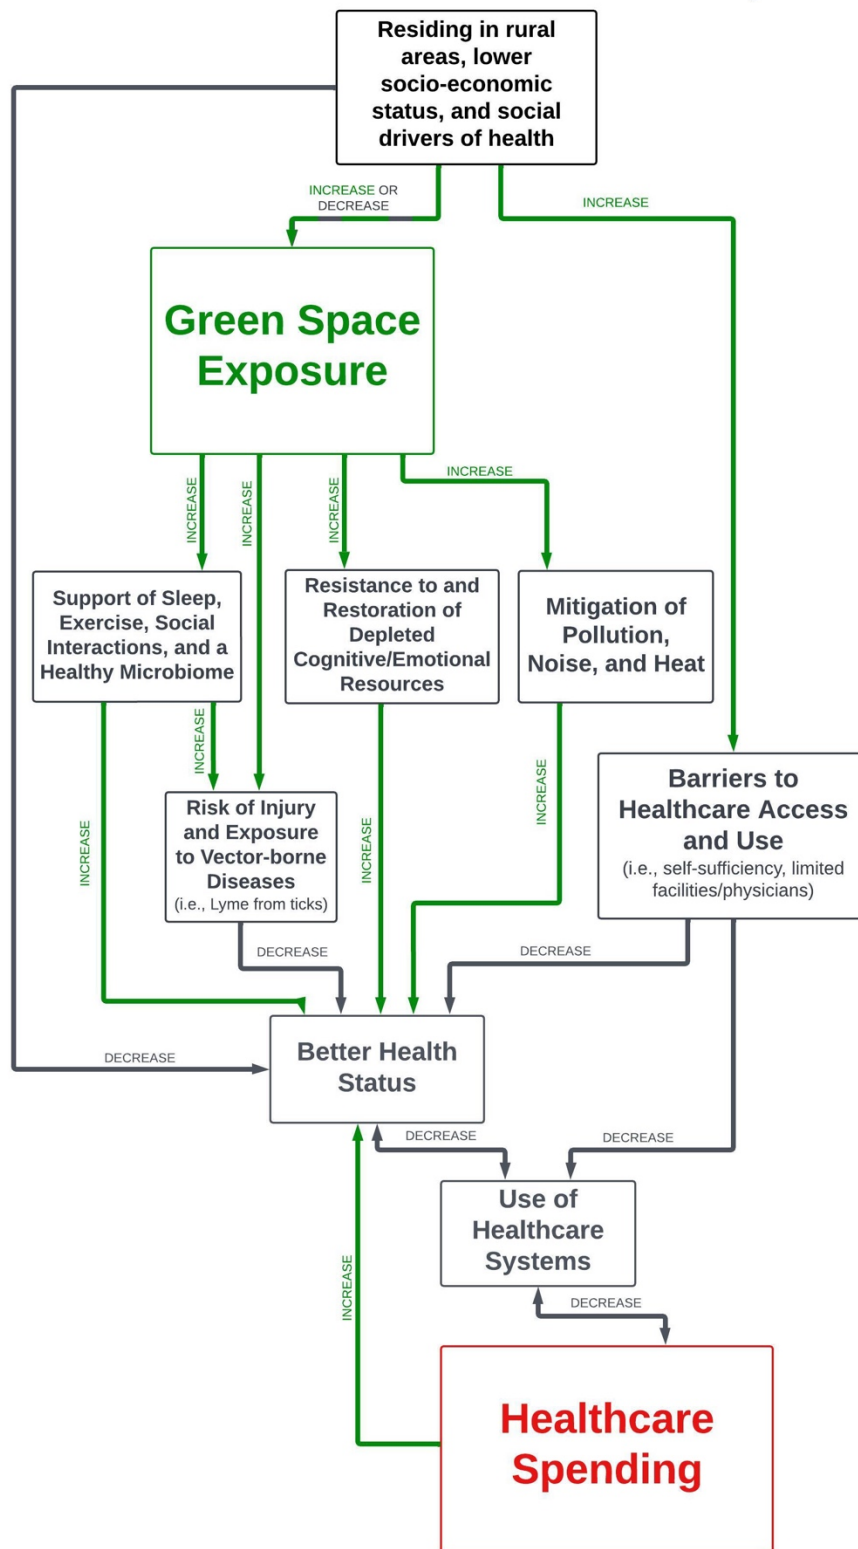 Residing in rural
areas, lower
socio-economic
status, and social
drivers of health
INCREASE OR
DECREASE
INCREASE
Green Space
Exposure
INCREASE
INCREASE
INCREASE
INCREASE
Support of Sleep,
Exercise, Social
Interactions, and a
Healthy Microbiome
Resistance to and
Restoration of
Depleted
Cognitive/Emotional
Resources
Mitigation of
Pollution,
Noise, and Heat
INCREASE
INCREASE
INCREASE
INCREASE
Risk of Injury
and Exposure
to Vector-borne
Diseases
(i.e., Lyme from ticks)
Barriers to
Healthcare Access
and Use
(i.e., self-sufficiency, limited
facilities/physicians)
DECREASE
DECREASE
DECREASE
Better Health
Status
DECREASE
DECREASE
Use of
Healthcare
Systems
INCREASE
DECREASE
Healthcare
Spending